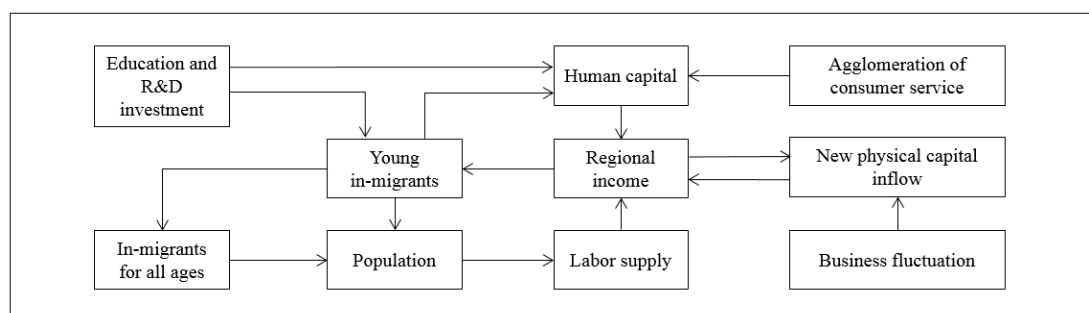 Education and
R&D
investment
Human capital
Agglomeration of
consumer service
Young
in-migrants
Regional
income
New physical capital
inflow
In-migrants
for all ages
Population
Labor supply
Business fluctuation